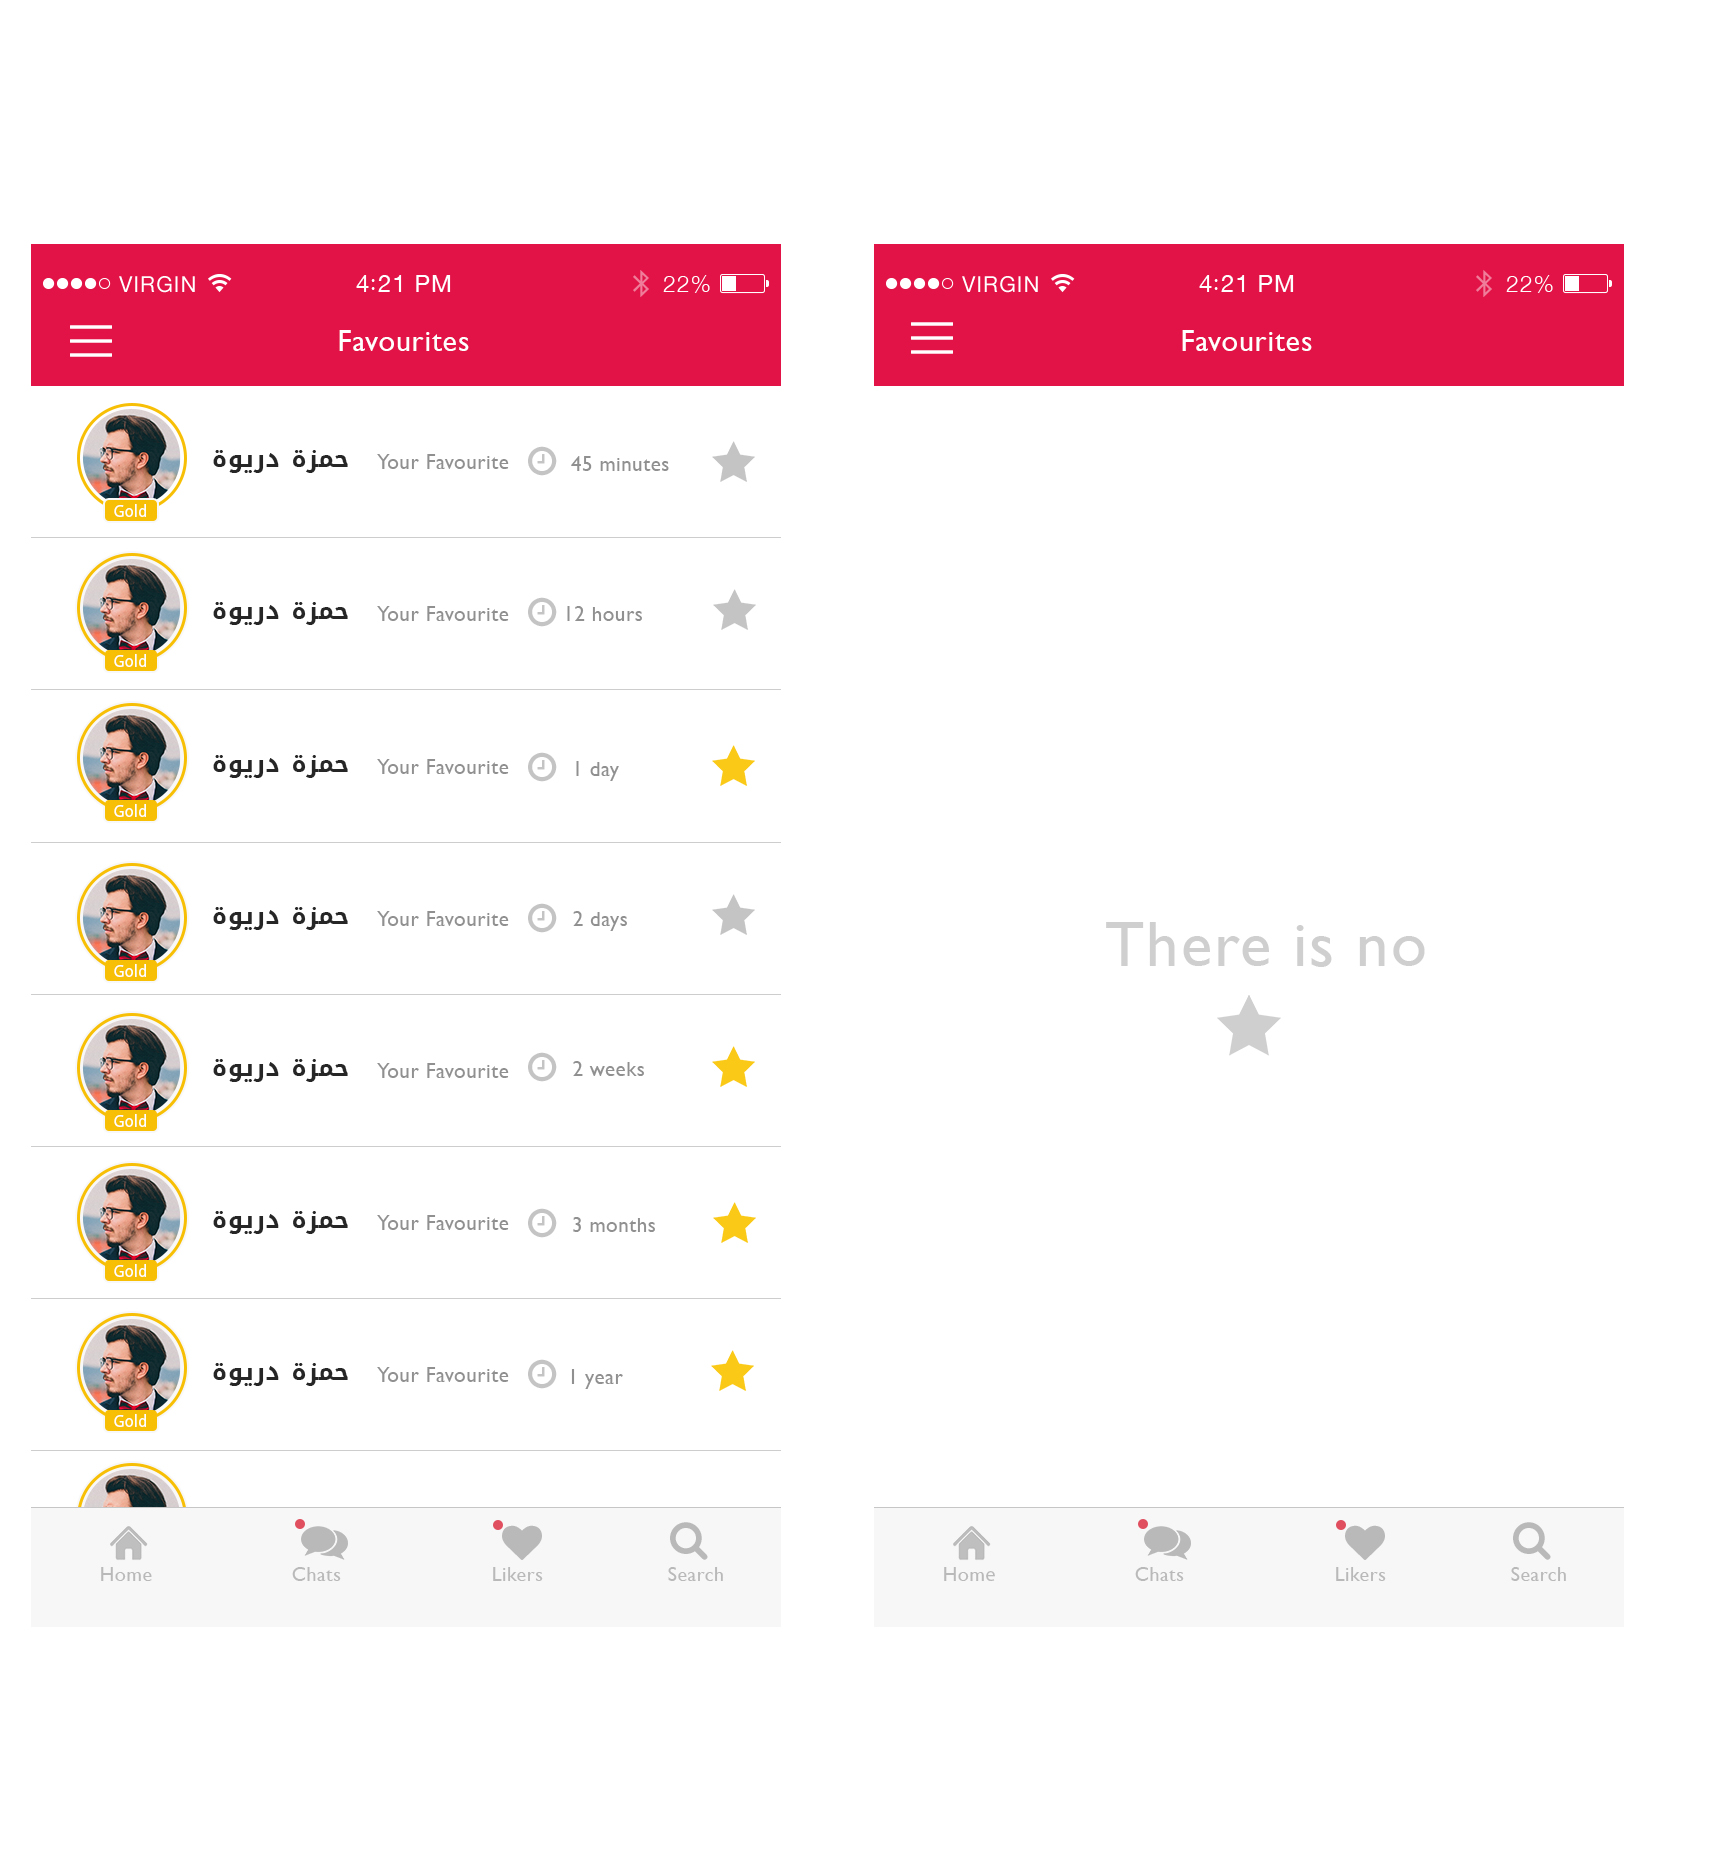 VIRGIN 4:21 PM 22%
Favourites
حمزة دريوة Your Favourite 45 minutes
Gold
حمزة دريوة Your Favourite 12 hours
Gold
حمزة دريوة Your Favourite 1 day
Gold
حمزة دريوة Your Favourite 2 days
Gold
حمزة دريوة Your Favourite 2 weeks
Gold
حمزة دريوة Your Favourite 3 months
Gold
حمزة دريوة Your Favourite 1 year
Gold
Home Chats Likers Search
VIRGIN 4:21 PM 22%
Favourites
There is no
Home Chats Likers Search